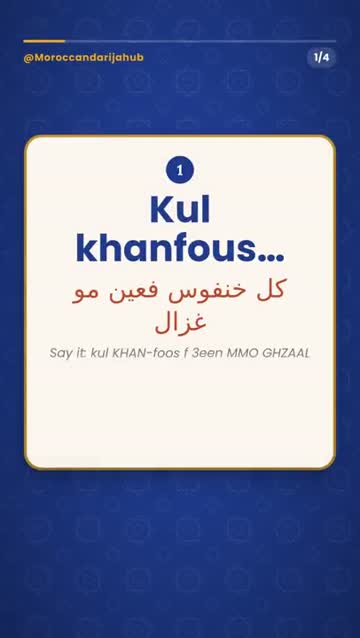 @Moroccandarijahub
1/4
1
Kul
khanfous...
كل خنفوس فعين مو
غزال
Say it: kul KHAN-foos f 3een MMO GHZAAL